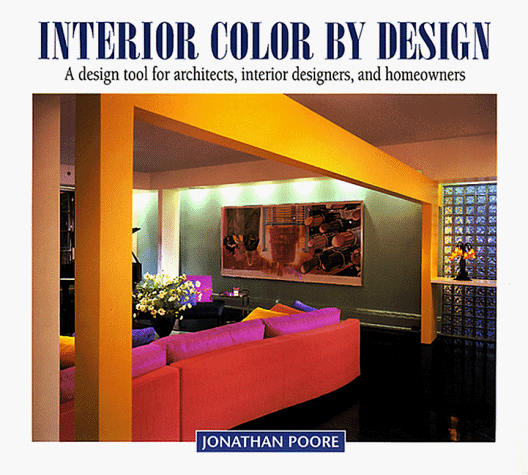 INTERIOR COLOR BY DESIGN
A design tool for architects, interior designers, and homeowners
JONATHAN POORE